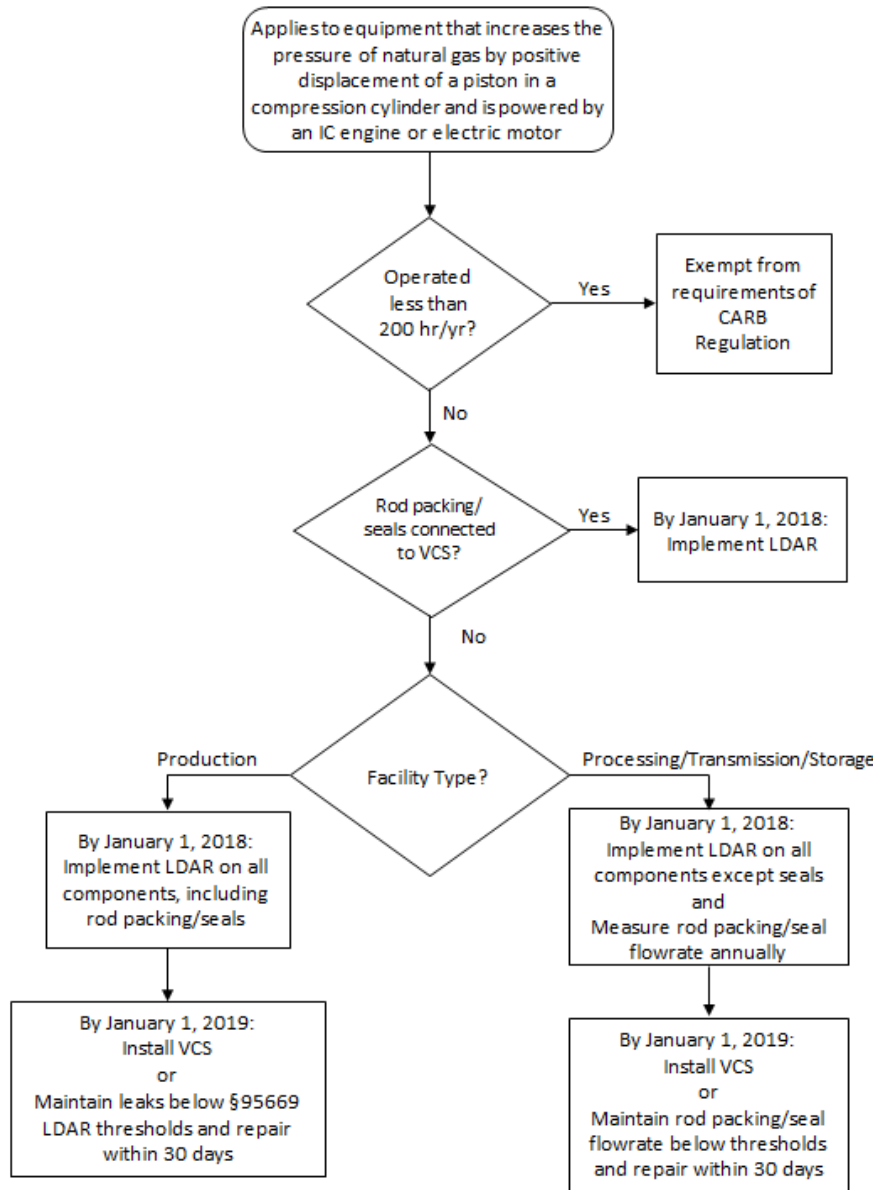 Applies to equipment that increases the
pressure of natural gas by positive
displacement of a piston in a
compression cylinder and is powered by
an IC engine or electric motor
Operated
less than
200 hr/yr?
Yes
Exempt from
requirements of
CARB
Regulation
No
Rod packing/
seals connected
to VCS?
Yes
By January 1, 2018:
Implement LDAR
No
Facility Type?
Production
Processing/Transmission/Storage
By January 1, 2018:
Implement LDAR on all
components, including
rod packing/seals
By January 1, 2018:
Implement LDAR on all
components except seals
and
Measure rod packing/seal
flowrate annually
By January 1, 2019:
Install VCS
or
Maintain leaks below §95669
LDAR thresholds and repair
within 30 days
By January 1, 2019:
Install VCS
or
Maintain rod packing/seal
flowrate below thresholds
and repair within 30 days